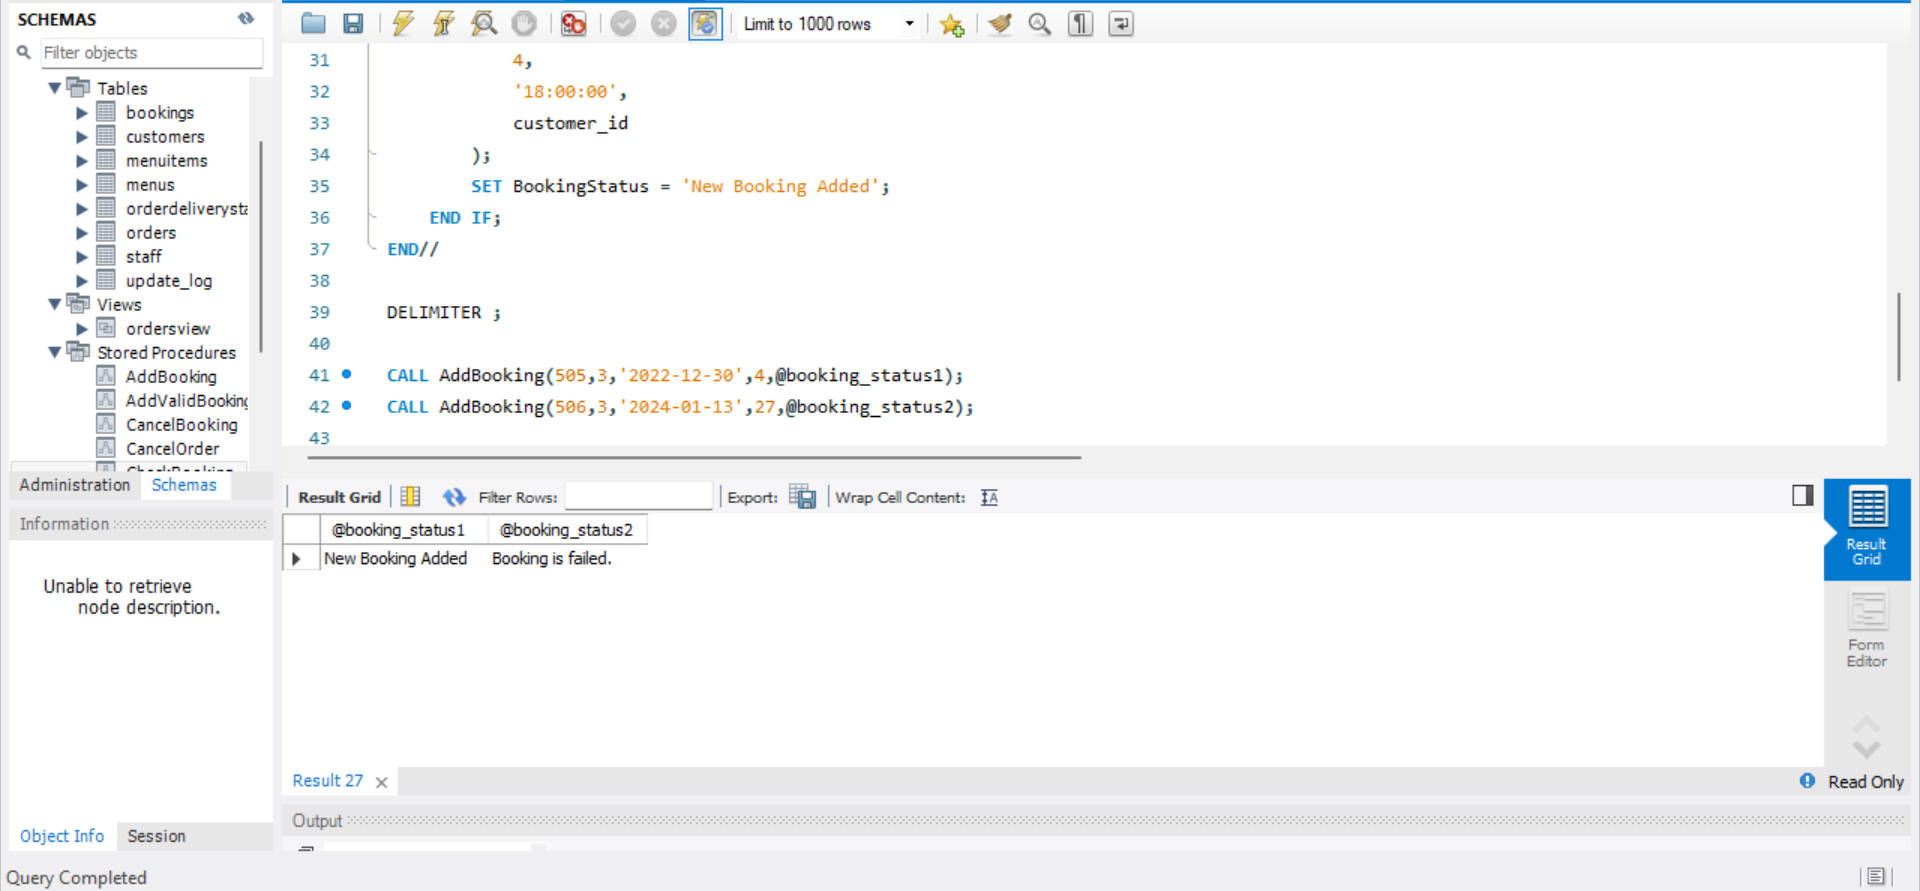 SCHEMAS
Filter objects
Tables
bookings
customers
menuitems
menus
orderdeliverysta
orders
staff
update_log
Views
ordersview
Stored Procedures
AddBooking
AddValidBooking
CancelBooking
CancelOrder
CheckBooking
Administration Schemas
Information
Unable to retrieve
node description.
Object Info Session
Query Completed
Limit to 1000 rows
31 4,
32 '18:00:00',
33 customer_id
34 );
35 SET BookingStatus = 'New Booking Added';
36 END IF;
37 END//
38
39 DELIMITER ;
40
41 CALL AddBooking(505,3,'2022-12-30',4,@booking_status1);
42 CALL AddBooking(506,3,'2024-01-13',27,@booking_status2);
43
Result Grid Filter Rows: Export: Wrap Cell Content:
@booking_status1 @booking_status2
New Booking Added Booking is failed.
Result
Grid
Form
Editor
Result 27
Read Only
Output